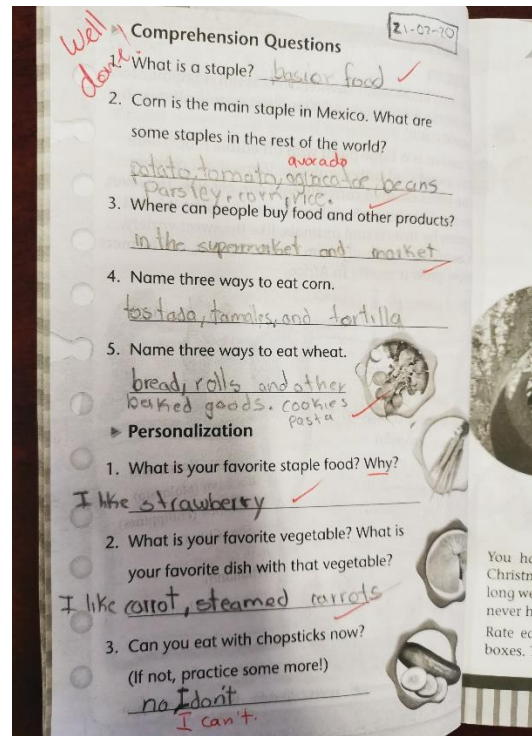 Well done.
21-02-20
Comprehension Questions
1. What is a staple? basior food
2. Corn is the main staple in Mexico. What are
some staples in the rest of the world?
avocado
potato, tomato, beans
parsley, corn, rice.
3. Where can people buy food and other products?
in the supermarket and market
4. Name three ways to eat corn.
tostada, tamales, and tortilla
5. Name three ways to eat wheat.
bread, rolls and other
baked goods. cookies
pasta
Personalization
1. What is your favorite staple food? Why?
I like strawberry
2. What is your favorite vegetable? What is
your favorite dish with that vegetable?
I like carrot, steamed carrots
3. Can you eat with chopsticks now?
(If not, practice some more!)
no I don't
I can't.
You
Christ
long
never
Rate
boxes.